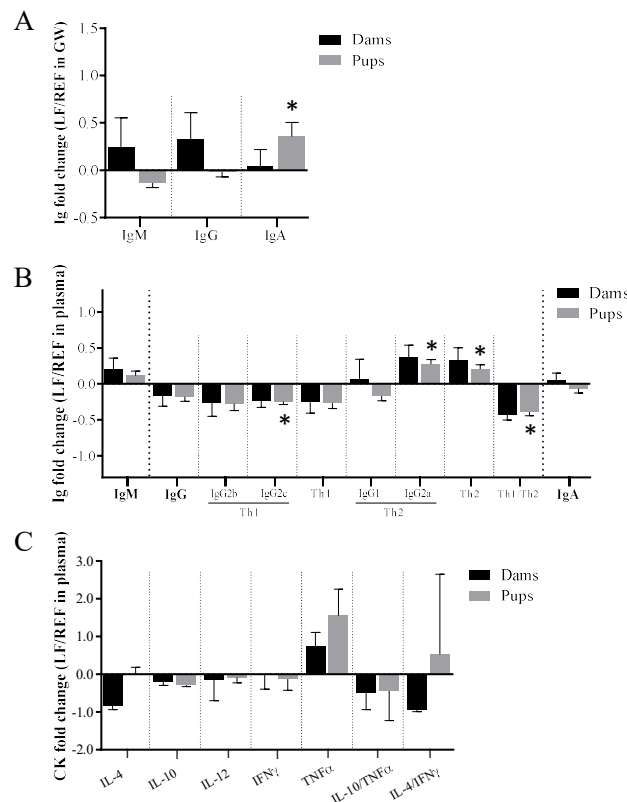 A
Ig fold change (LF/REF in GW)
1.5
1.0
0.5
0.0
-0.5
*
IgM IgG IgA
Dams
Pups
B
Ig fold change (LF/REF in plasma)
1.0
0.5
0.0
-0.5
-1.0
* * * *
IgM IgG IgG2b IgG2c Th1 IgG1 IgG2a Th2 Th1/Th2 IgA
Th1 Th2
Dams
Pups
C
CK fold change (LF/REF in plasma)
3.0
2.0
1.0
0.0
-1.0
-2.0
IL-4 IL-10 IL-12 IFNγ TNFα IL-10/TNFα IL-4/IFNγ
Dams
Pups